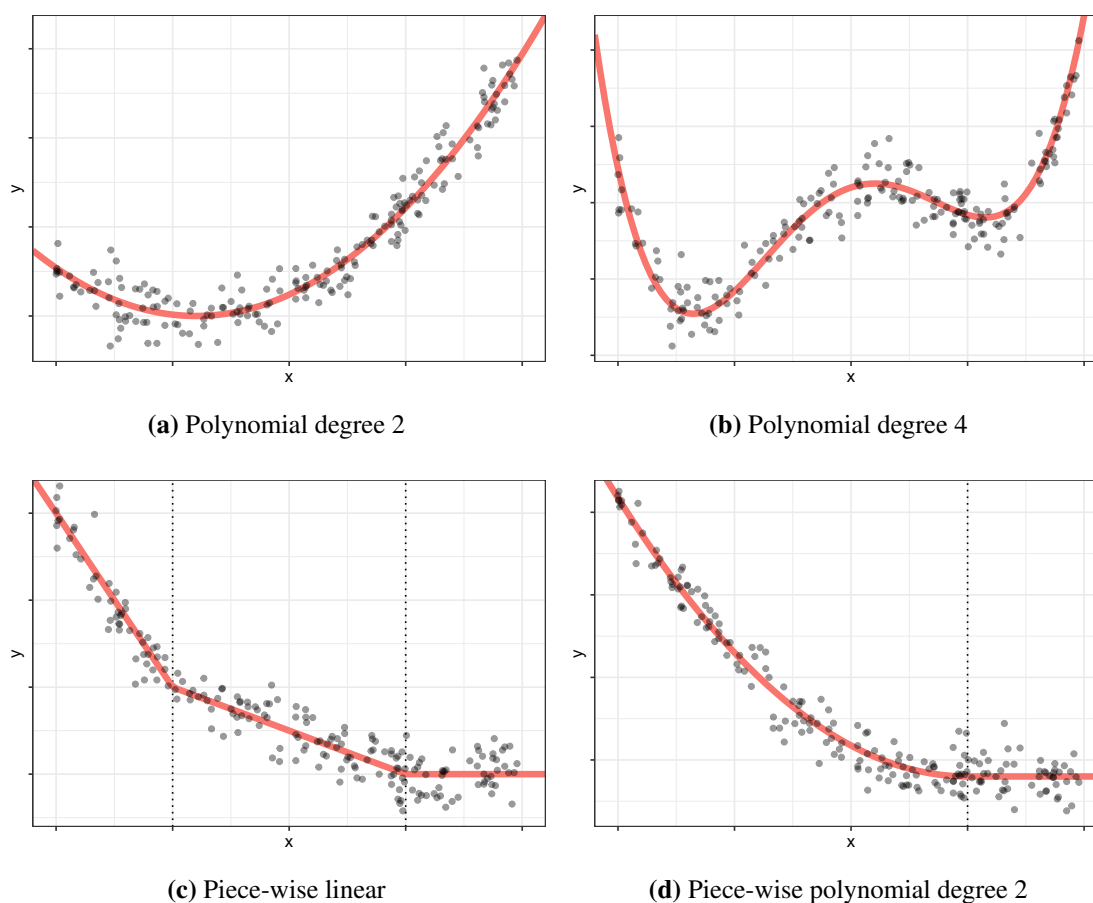 y
y
x
x
(a) Polynomial degree 2
(b) Polynomial degree 4
y
y
x
x
(c) Piece-wise linear
(d) Piece-wise polynomial degree 2